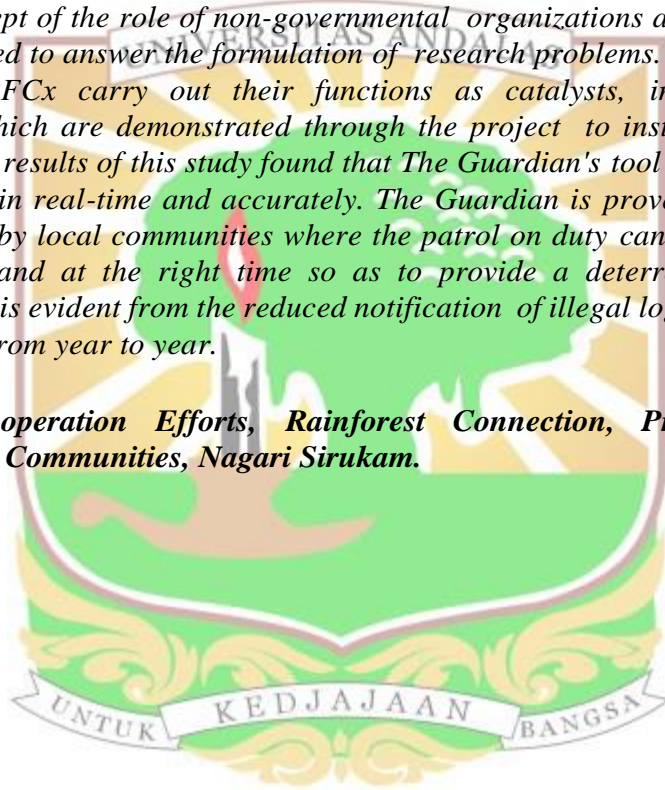 ept of the role of non-governmental organizations a
ed to answer the formulation of research problems.
FCx carry out their functions as catalysts, in
hich are demonstrated through the project to inst
results of this study found that The Guardian's tool
in real-time and accurately. The Guardian is prove
by local communities where the patrol on duty can
and at the right time so as to provide a deterr
is evident from the reduced notification of illegal lo
rom year to year.
operation Efforts, Rainforest Connection, P
Communities, Nagari Sirukam.
UNIVERSITAS ANDALAS
UNTUK KEDJAJAAN BANGSA